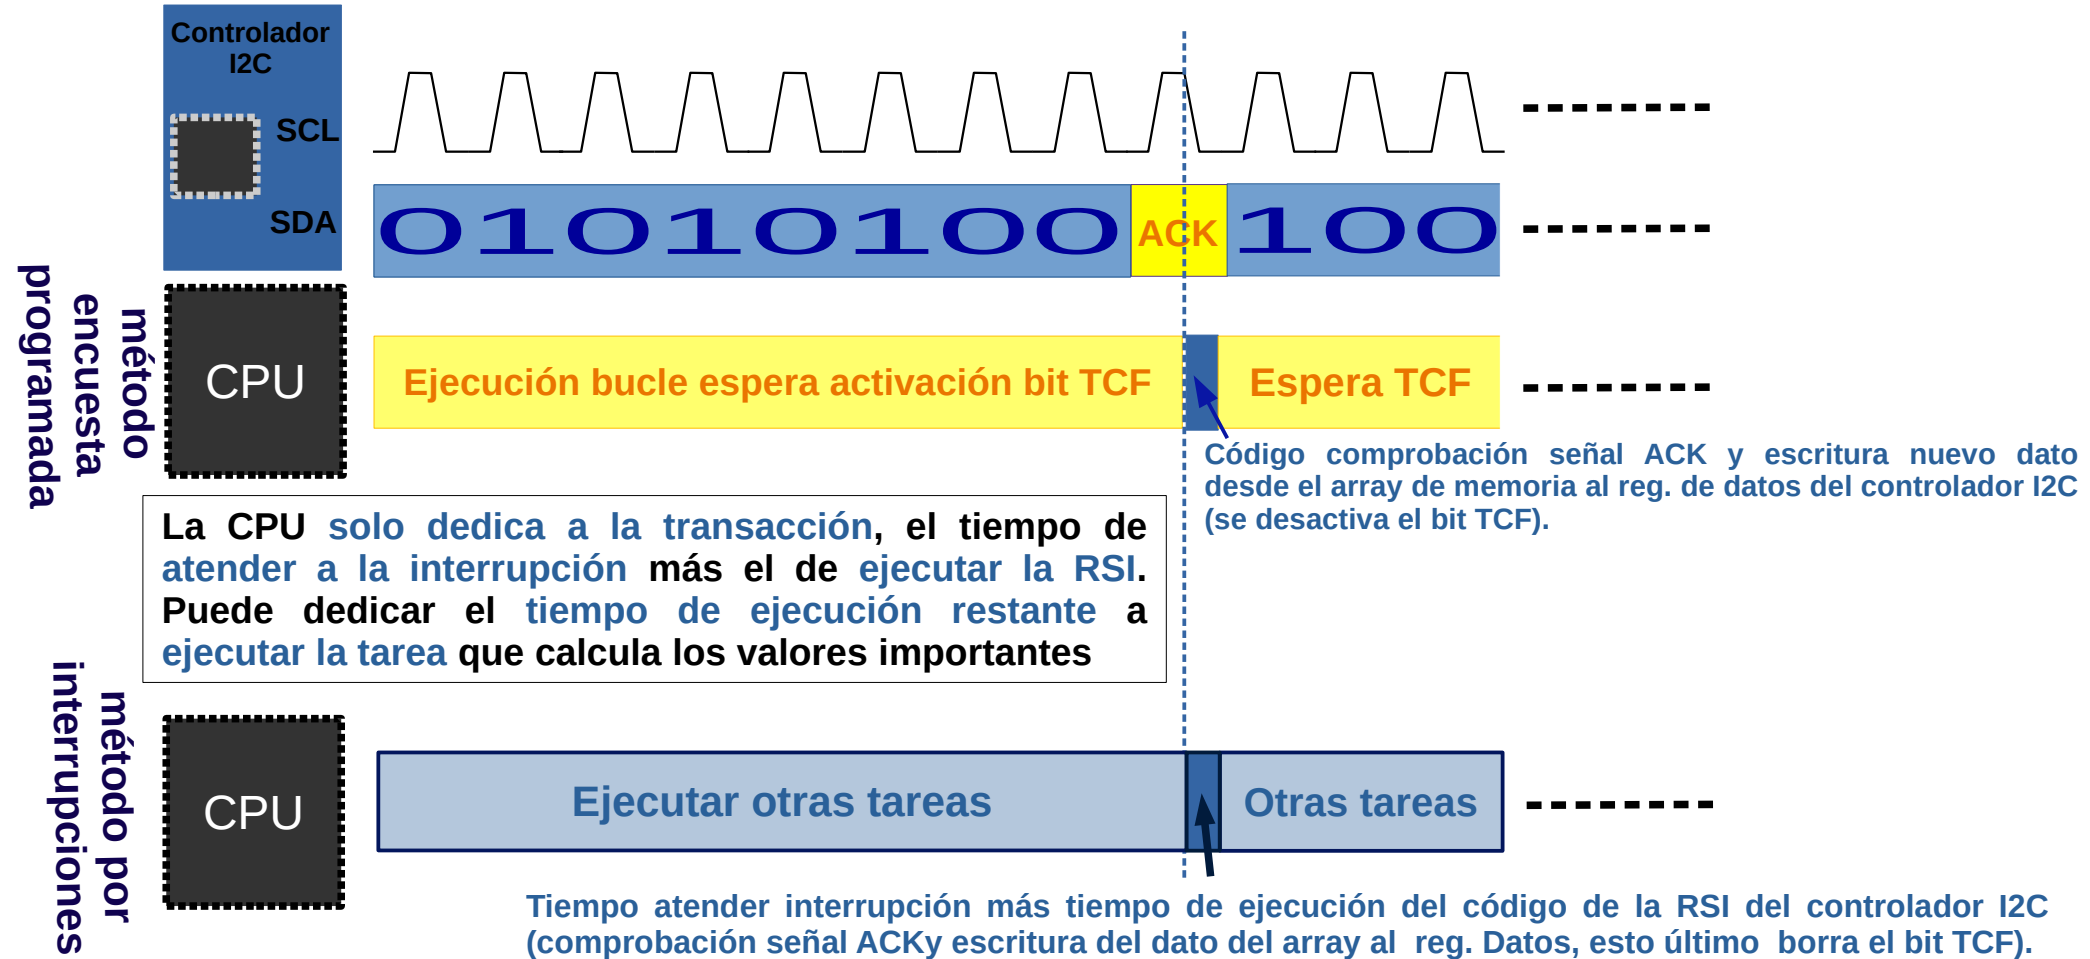 Controlador
I2C
SCL
SDA
01010100
ACK
100
método
encuesta
programada
CPU
Ejecución bucle espera activación bit TCF
Espera TCF
Código comprobación señal ACK y escritura nuevo dato
desde el array de memoria al reg. de datos del controlador I2C
(se desactiva el bit TCF).
La CPU solo dedica a la transacción, el tiempo de
atender a la interrupción más el de ejecutar la RSI.
Puede dedicar el tiempo de ejecución restante a
ejecutar la tarea que calcula los valores importantes
método por
interrupciones
CPU
Ejecutar otras tareas
Otras tareas
Tiempo atender interrupción más tiempo de ejecución del código de la RSI del controlador I2C
(comprobación señal ACKy escritura del dato del array al reg. Datos, esto último borra el bit TCF).